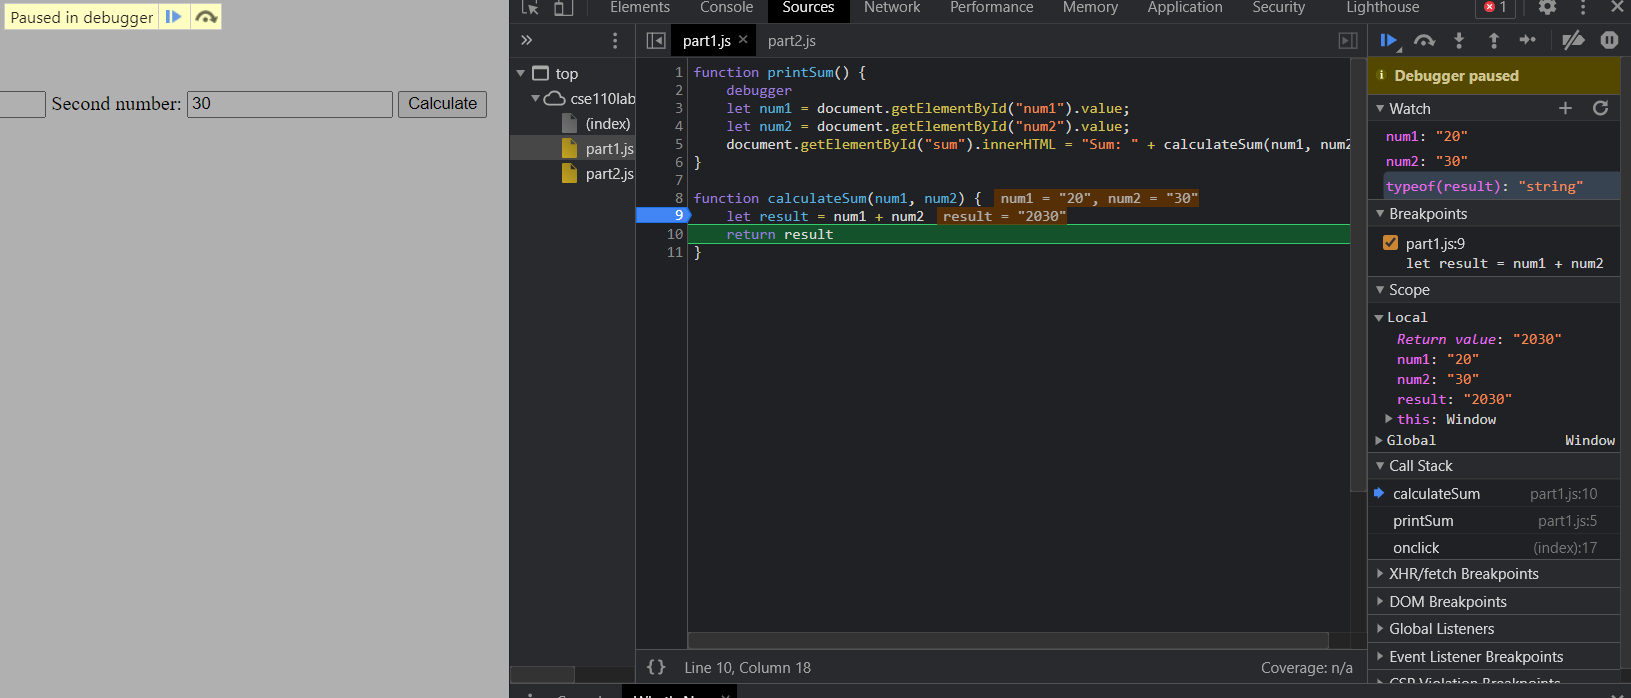 Paused in debugger
Second number: 30 Calculate
Elements Console Sources Network Performance Memory Application Security Lighthouse 1
part1.js × part2.js
top
cse110lab
(index)
part1.js
part2.js
1 function printSum() {
2 debugger
3 let num1 = document.getElementById("num1").value;
4 let num2 = document.getElementById("num2").value;
5 document.getElementById("sum").innerHTML = "Sum: " + calculateSum(num1, num2
6 }
7
8 function calculateSum(num1, num2) { num1 = "20", num2 = "30"
9 let result = num1 + num2 result = "2030"
10 return result
11 }
{} Line 10, Column 18 Coverage: n/a
Debugger paused
Watch
num1: "20"
num2: "30"
typeof(result): "string"
Breakpoints
part1.js:9
let result = num1 + num2
Scope
Local
Return value: "2030"
num1: "20"
num2: "30"
result: "2030"
this: Window
Global Window
Call Stack
calculateSum part1.js:10
printSum part1.js:5
onclick (index):17
XHR/fetch Breakpoints
DOM Breakpoints
Global Listeners
Event Listener Breakpoints
CSP Violation Breakpoints